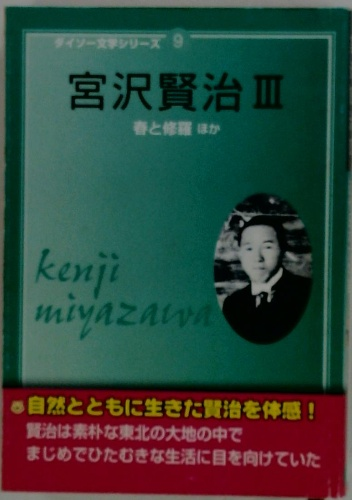 ダイソー文学シリーズ 9
宮沢賢治Ⅲ
春と修羅 ほか
kenji
miyazawa
自然とともに生きた賢治を体感！
賢治は素朴な東北の大地の中で
まじめでひたむきな生活に目を向けていた